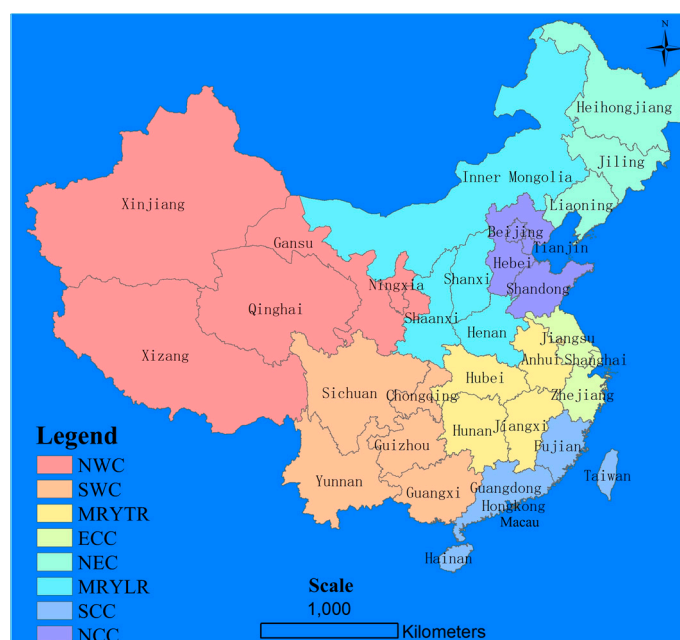 N
Heihongjiang
Jiling
Inner Mongolia
Liaoning
Xinjiang
Beijing
Tianjin
Gansu
Hebei
Shanxi
Ningxia
Shandong
Qinghai
Shaanxi
Henan
Jiangsu
Xizang
Anhui
Shanghai
Hubei
Sichuan
Chongqing
Zhejiang
Hunan
Jiangxi
Guizhou
Fujian
Yunnan
Guangxi
Guangdong
Taiwan
Hongkong
Macau
Hainan
Legend
NWC
SWC
MRYTR
ECC
NEC
MRYLR
SCC
NCC
Scale
1,000
Kilometers